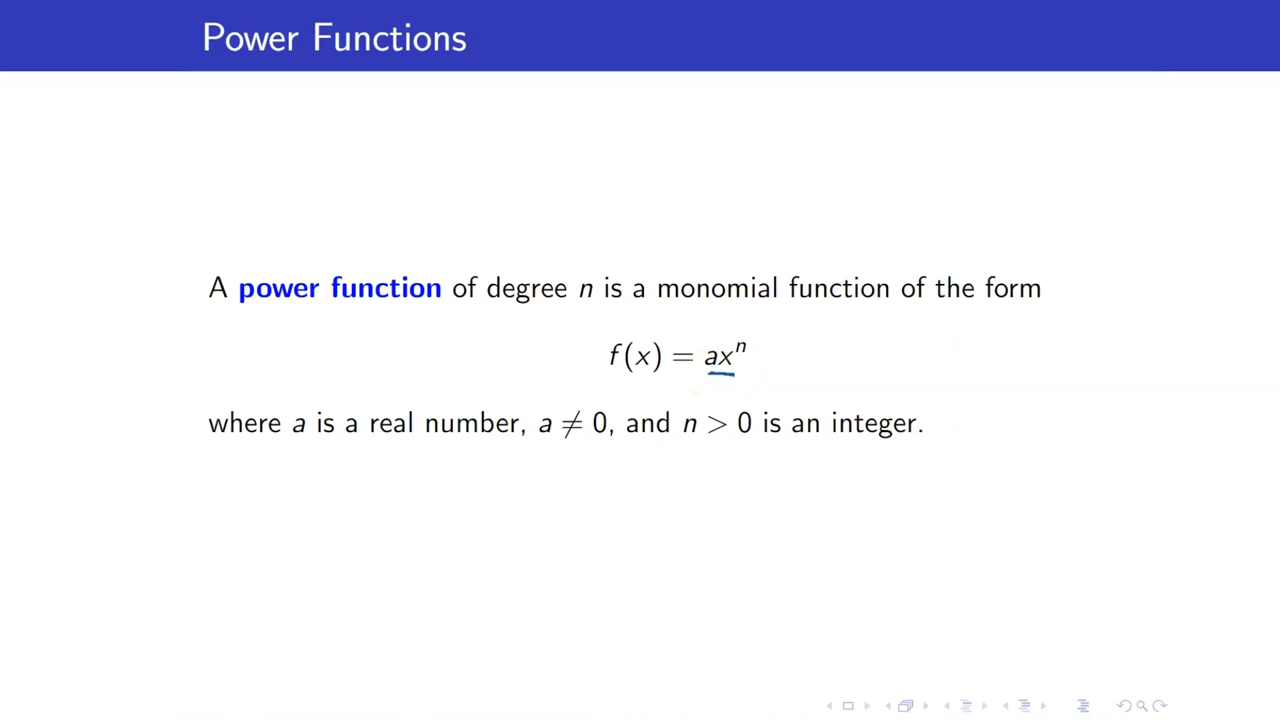 Power Functions
A power function of degree n is a monomial function of the form
f(x) = axⁿ
where a is a real number, a ≠ 0, and n > 0 is an integer.